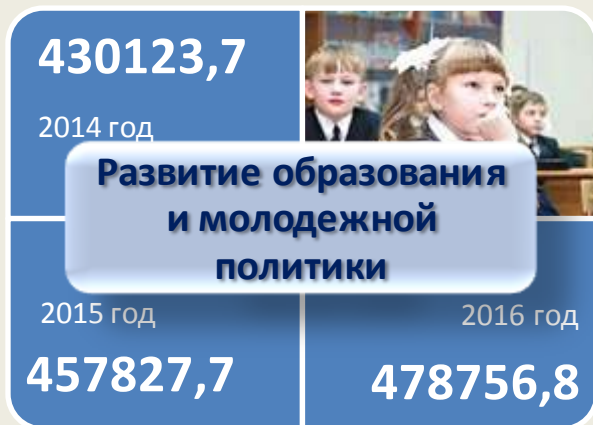 430123,7
2014 год
Развитие образования
и молодежной
политики
2015 год
457827,7
2016 год
478756,8